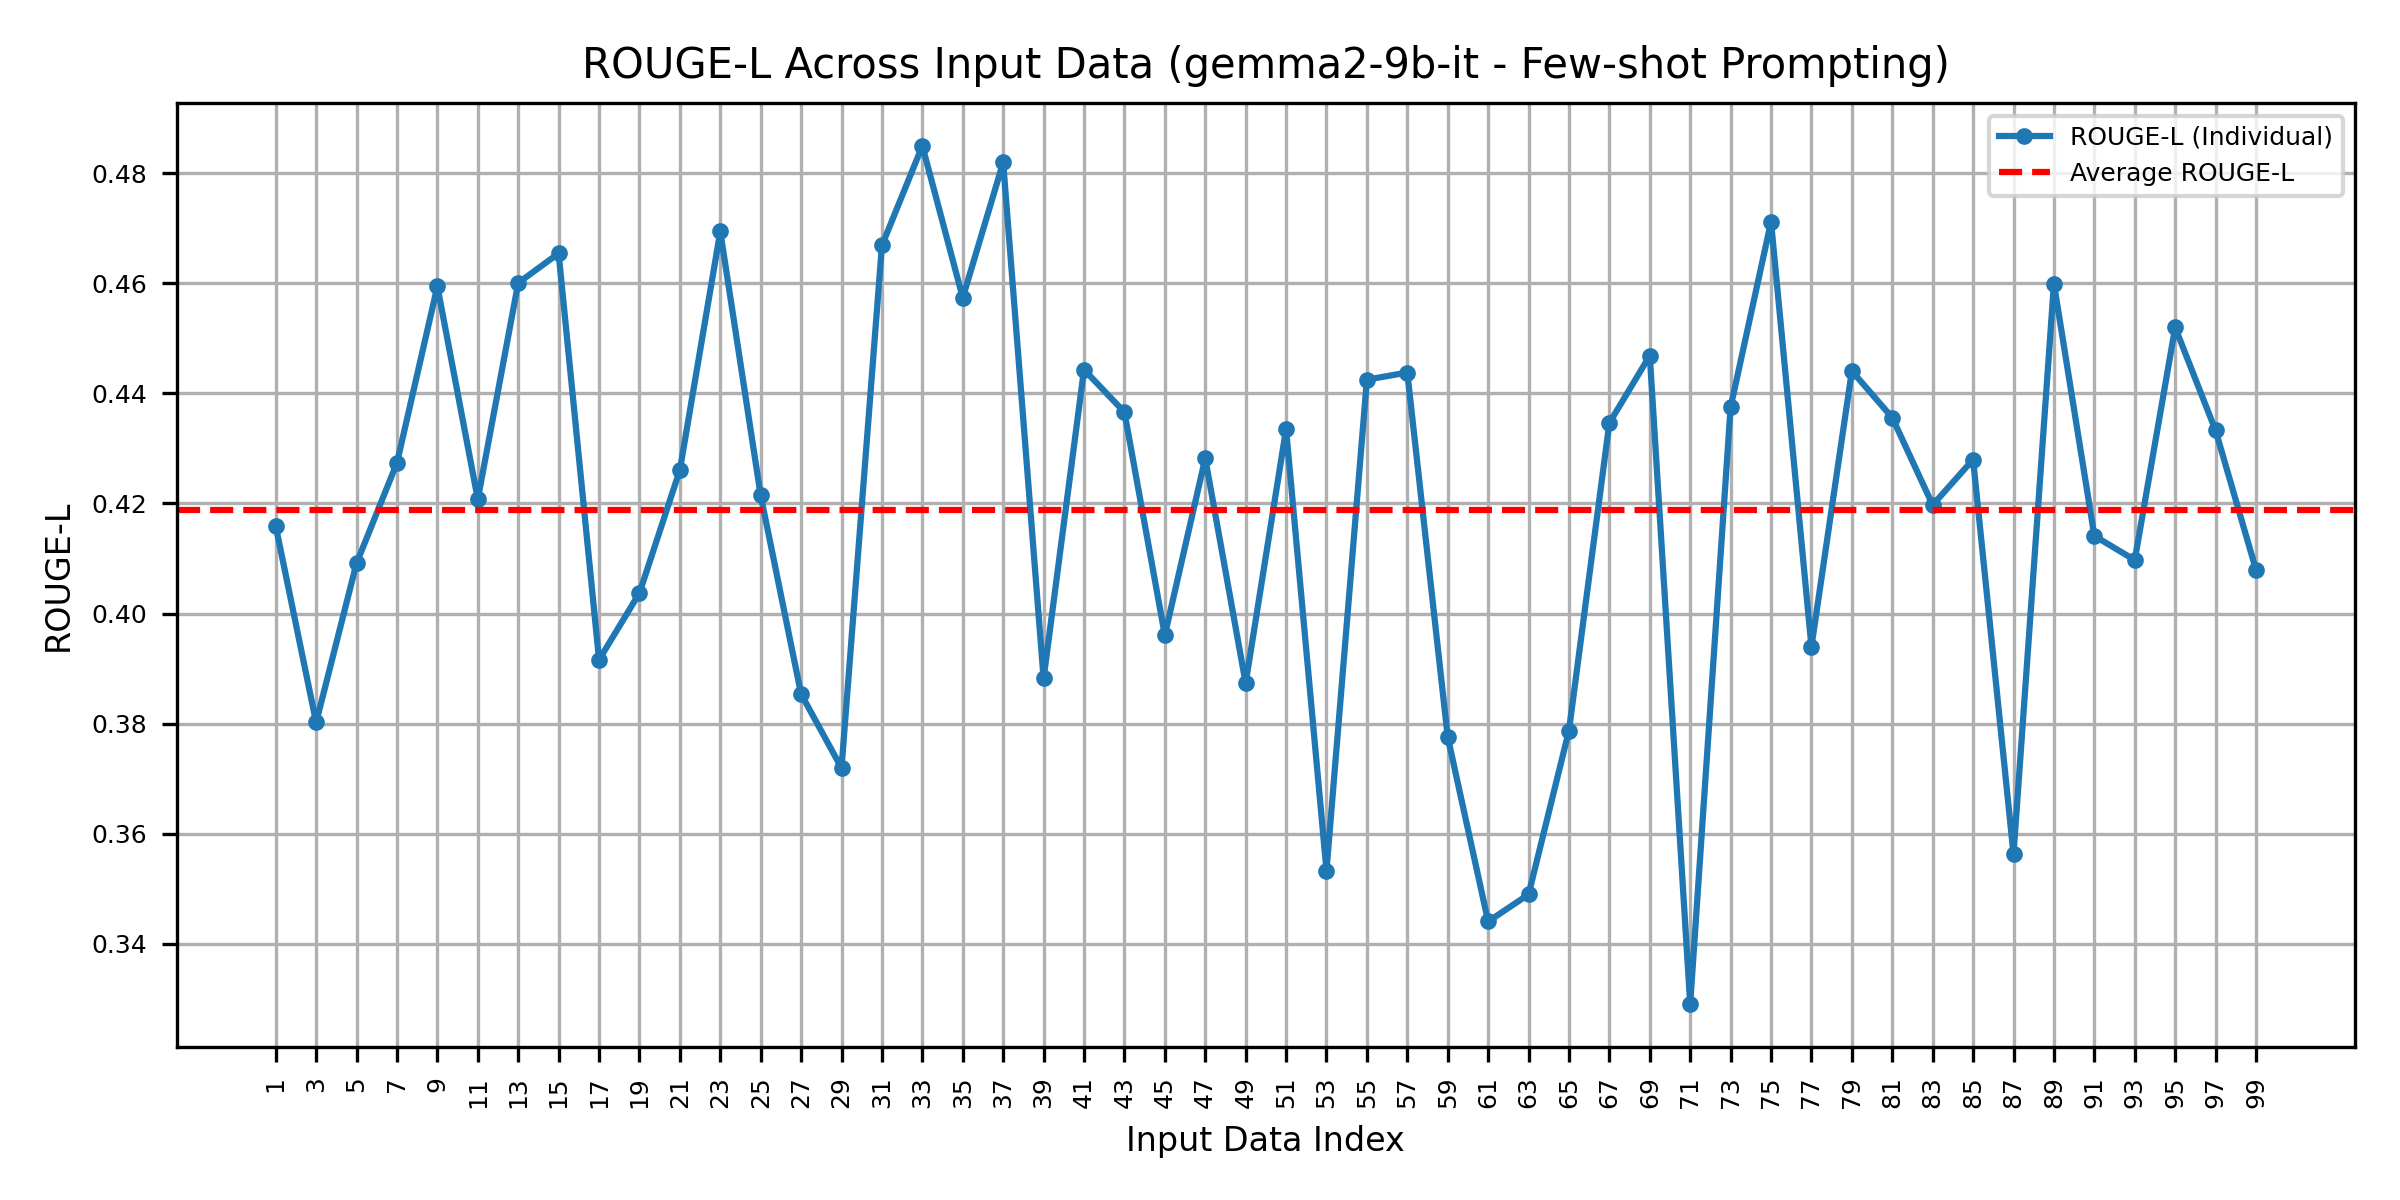 ROUGE-L Across Input Data (gemma2-9b-it - Few-shot Prompting)
ROUGE-L (Individual)
Average ROUGE-L
ROUGE-L
0.48
0.46
0.44
0.42
0.40
0.38
0.36
0.34
1 3 5 7 9 11 13 15 17 19 21 23 25 27 29 31 33 35 37 39 41 43 45 47 49 51 53 55 57 59 61 63 65 67 69 71 73 75 77 79 81 83 85 87 89 91 93 95 97 99
Input Data Index